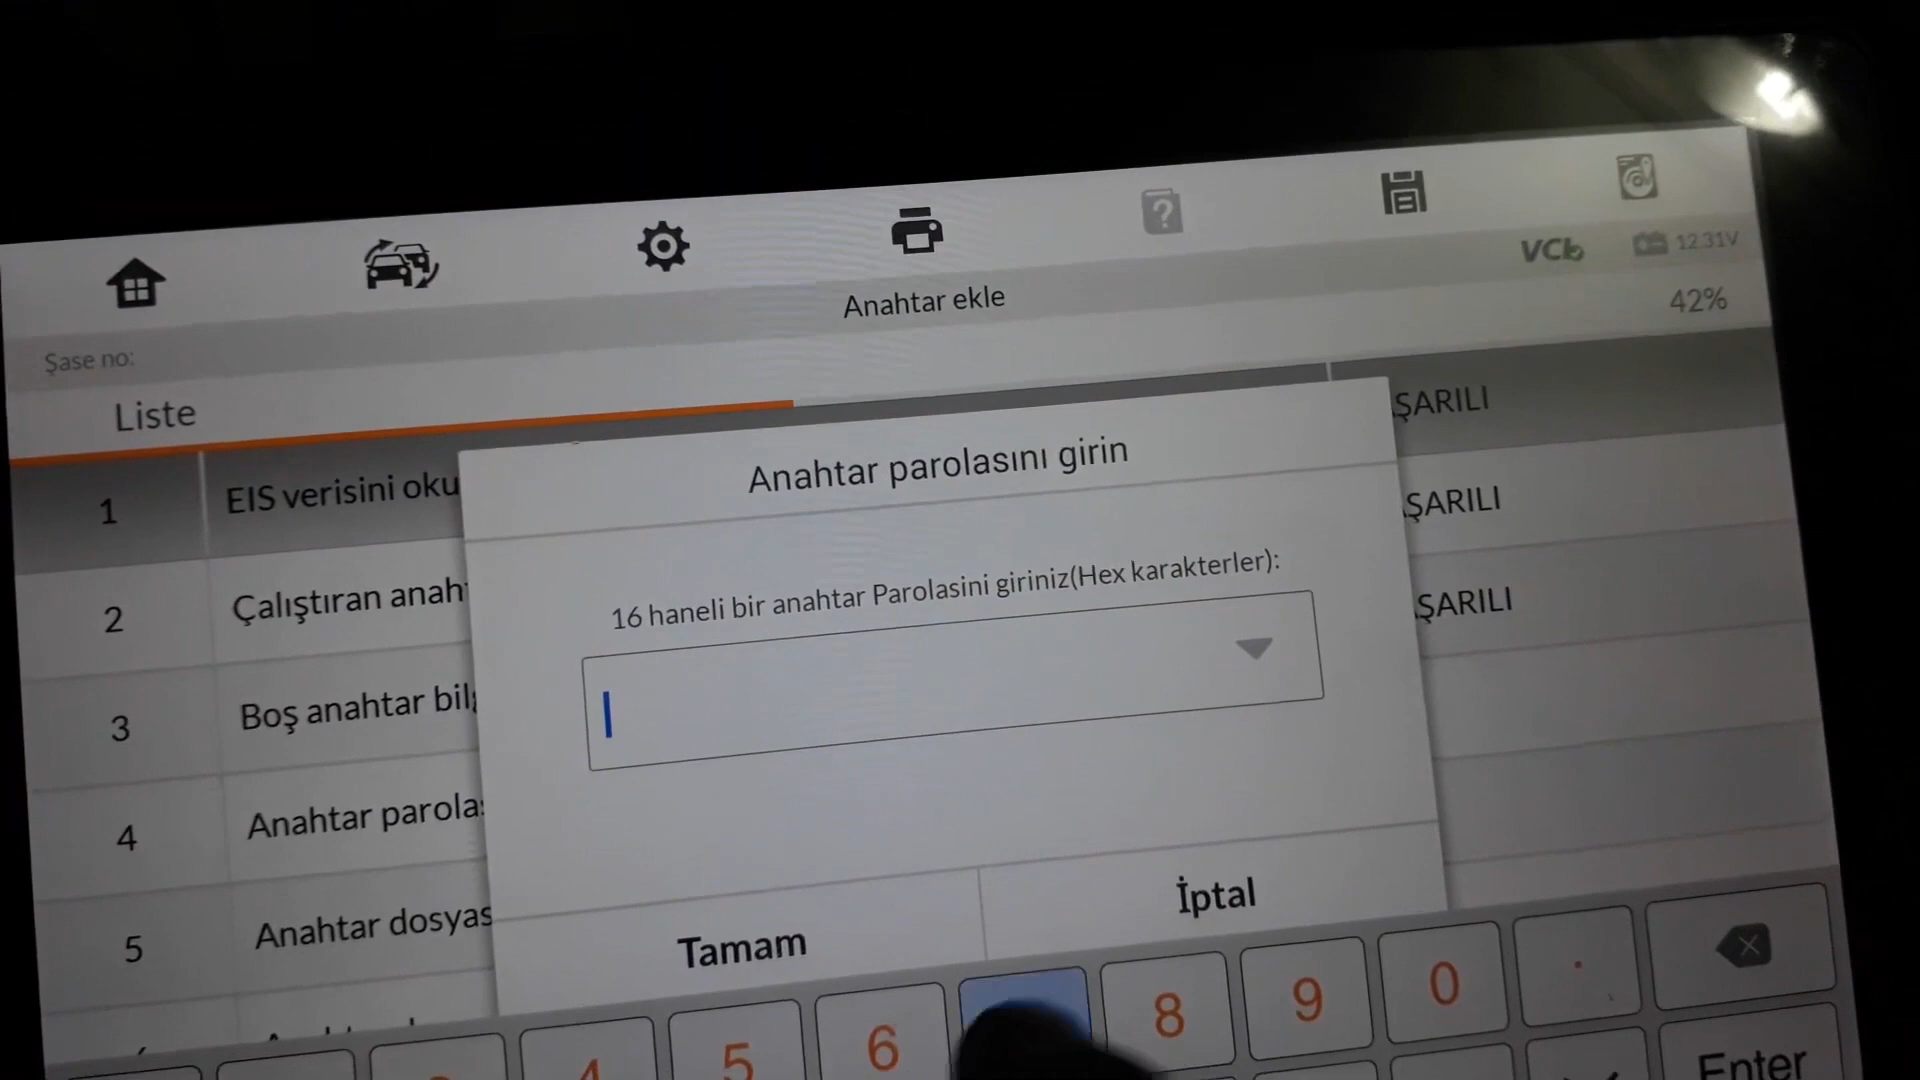 VCI
12.31V
Anahtar ekle
Şase no:
42%
Liste
Anahtar parolasını girin
16 haneli bir anahtar Parolasini giriniz(Hex karakterler):
1 EIS verisini oku ŞARILI
2 Çalıştıran anah ŞARILI
3 Boş anahtar bil ŞARILI
4 Anahtar parola
5 Anahtar dosyas
Tamam İptal
4 5 6 8 9 0 .
Enter